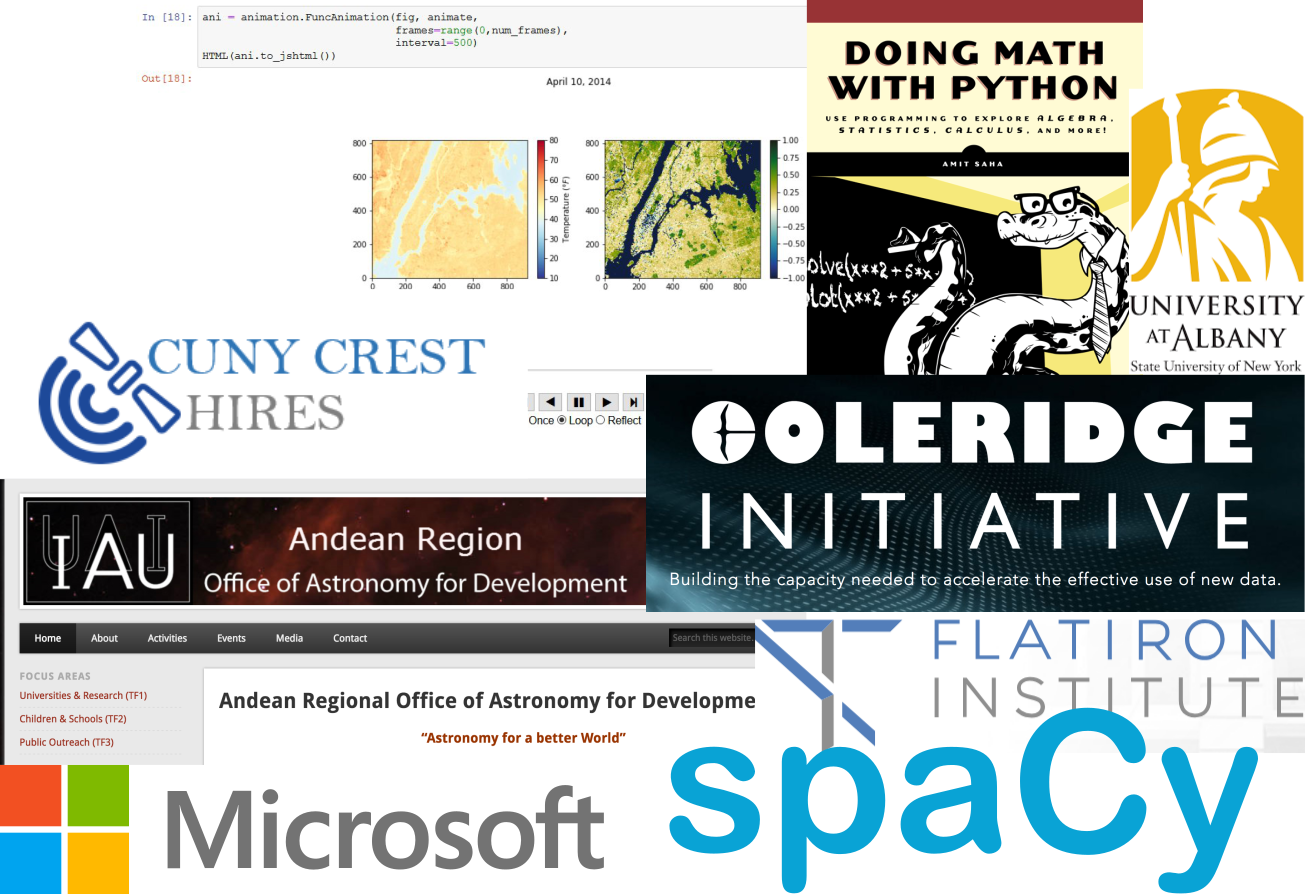 In [18]: ani = animation.FuncAnimation(fig, animate,
frames=range(0,num_frames),
interval=500)
HTML(ani.to_jshtml())
Out[18]:
April 10, 2014
800
600
400
200
0
0 200 400 600 800
80
70
60
50
40
30
20
10
Temperature (°F)
800
600
400
200
0
0 200 400 600 800
1.00
0.75
0.50
0.25
0.00
−0.25
−0.50
−0.75
−1.00
DOING MATH
WITH PYTHON
USE PROGRAMMING TO EXPLORE ALGEBRA,
STATISTICS, CALCULUS, AND MORE!
AMIT SAHA
olve(x**2 + 5*x
lot(x**2 + 5*
UNIVERSITY
AT ALBANY
State University of New York
CUNY CREST
HIRES
Once Loop Reflect
COLERIDGE
INITIATIVE
Building the capacity needed to accelerate the effective use of new data.
IAU
Andean Region
Office of Astronomy for Development
Home About Activities Events Media Contact
Search this website.
FOCUS AREAS
Universities & Research (TF1)
Children & Schools (TF2)
Public Outreach (TF3)
Andean Regional Office of Astronomy for Developme
“Astronomy for a better World”
FLATIRON
INSTITUTE
Microsoft
spaCy